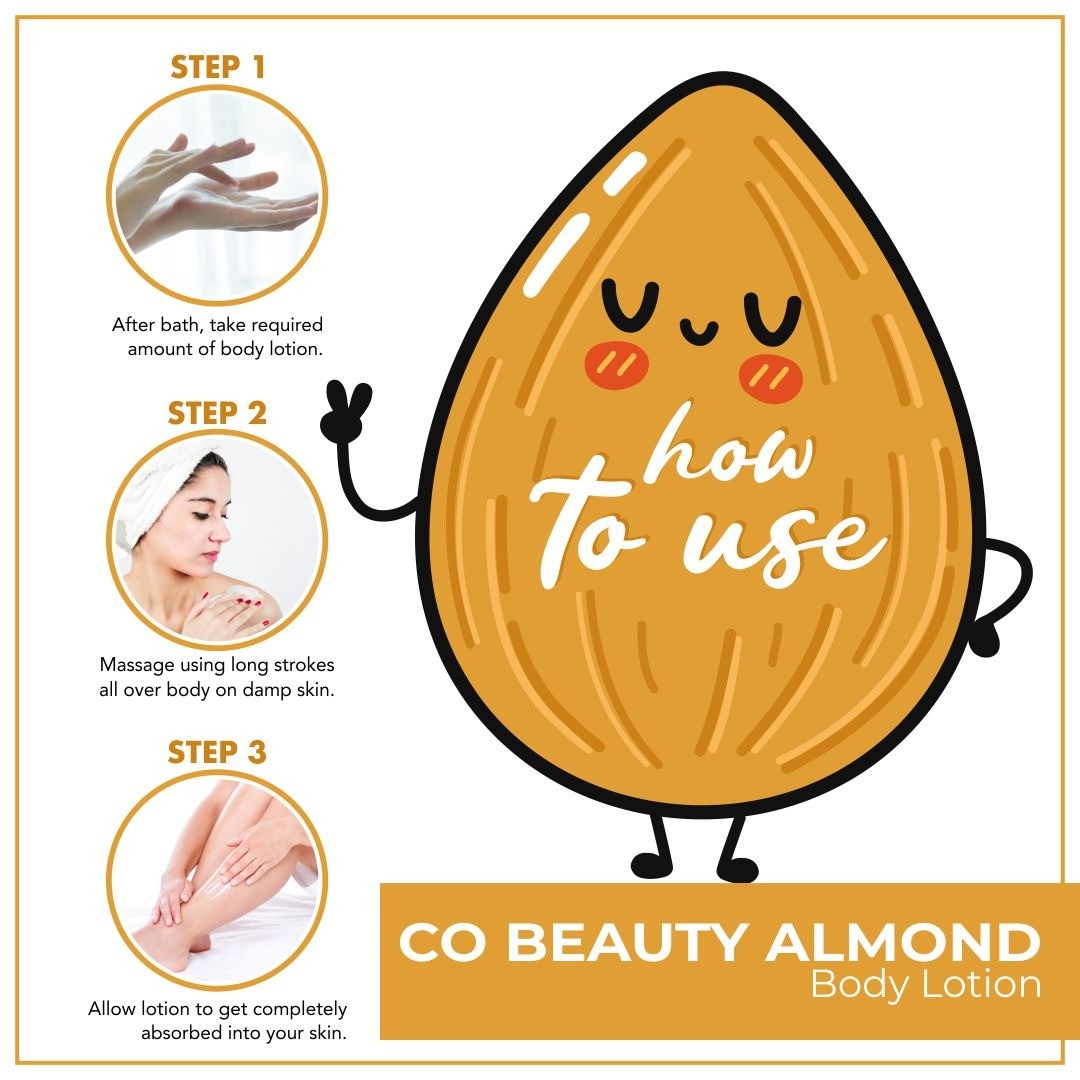 STEP 1
After bath, take required
amount of body lotion.
STEP 2
Massage using long strokes
all over body on damp skin.
STEP 3
Allow lotion to get completely
absorbed into your skin.
how
To use
CO BEAUTY ALMOND
Body Lotion